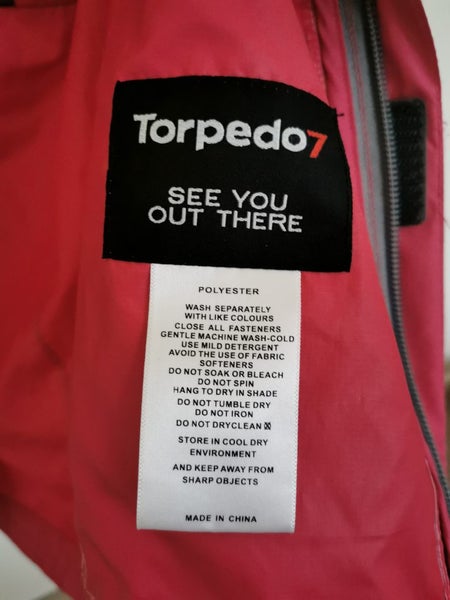 Torpedo7
SEE YOU
OUT THERE
POLYESTER
WASH SEPARATELY
WITH LIKE COLOURS
CLOSE ALL FASTENERS
GENTLE MACHINE WASH-COLD
USE MILD DETERGENT
AVOID THE USE OF FABRIC
SOFTENERS
DO NOT SOAK OR BLEACH
DO NOT SPIN
HANG TO DRY IN SHADE
DO NOT TUMBLE DRY
DO NOT IRON
DO NOT DRYCLEAN
STORE IN COOL DRY
ENVIRONMENT
AND KEEP AWAY FROM
SHARP OBJECTS
MADE IN CHINA